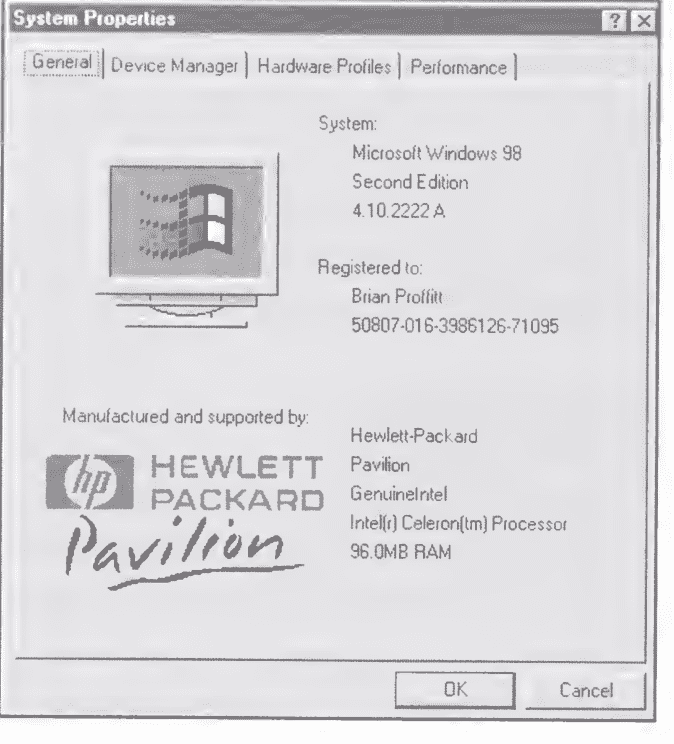 System Properties
? X
General Device Manager Hardware Profiles Performance
System:
Microsoft Windows 98
Second Edition
4.10.2222 A
Registered to:
Brian Proffitt
50807-016-3986126-71095
Manufactured and supported by:
hp HEWLETT
PACKARD
Pavilion
Hewlett-Packard
Pavilion
GenuineIntel
Intel(r) Celeron(tm) Processor
96.0MB RAM
OK Cancel